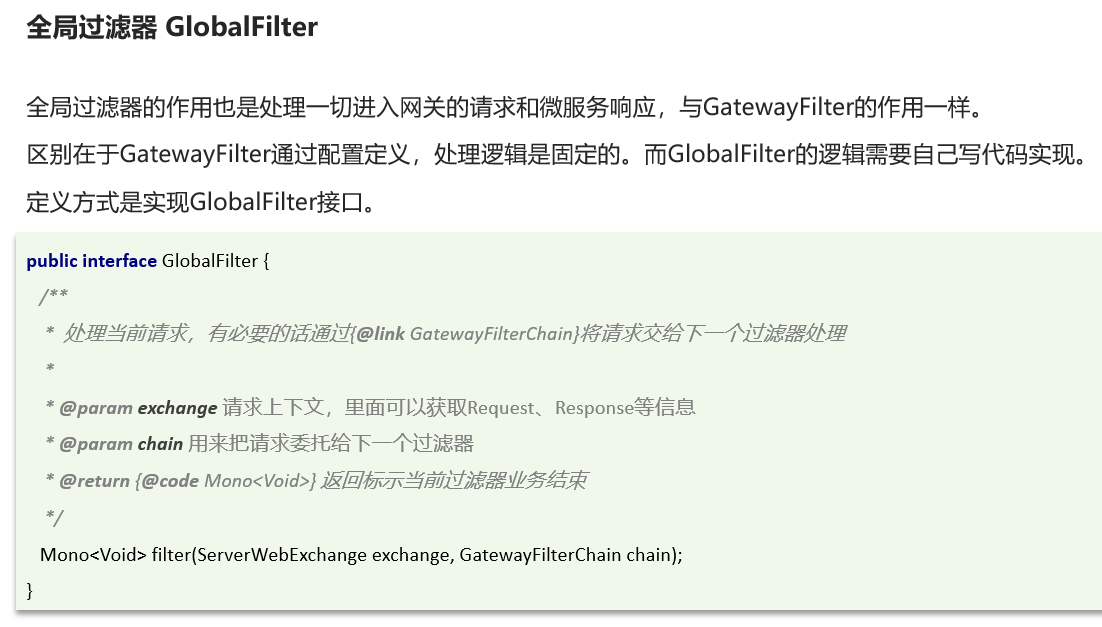 全局过滤器 GlobalFilter
全局过滤器的作用也是处理一切进入网关的请求和微服务响应，与GatewayFilter的作用一样。
区别在于GatewayFilter通过配置定义，处理逻辑是固定的。而GlobalFilter的逻辑需要自己写代码实现。
定义方式是实现GlobalFilter接口。
public interface GlobalFilter {
/**
* 处理当前请求，有必要的话通过{@link GatewayFilterChain}将请求交给下一个过滤器处理
*
* @param exchange 请求上下文，里面可以获取Request、Response等信息
* @param chain 用来把请求委托给下一个过滤器
* @return {@code Mono<Void>} 返回标示当前过滤器业务结束
*/
Mono<Void> filter(ServerWebExchange exchange, GatewayFilterChain chain);
}